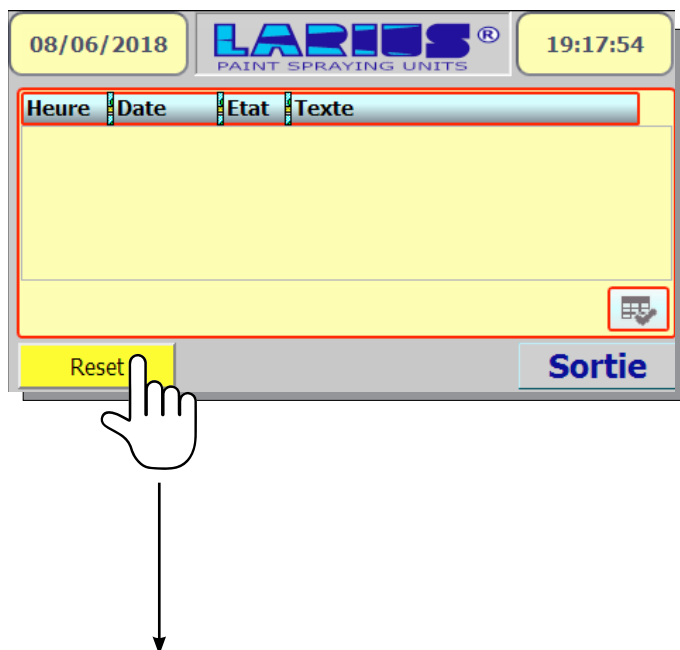 08/06/2018
LARIUS ®
PAINT SPRAYING UNITS
19:17:54
Heure Date Etat Texte
Reset
Sortie